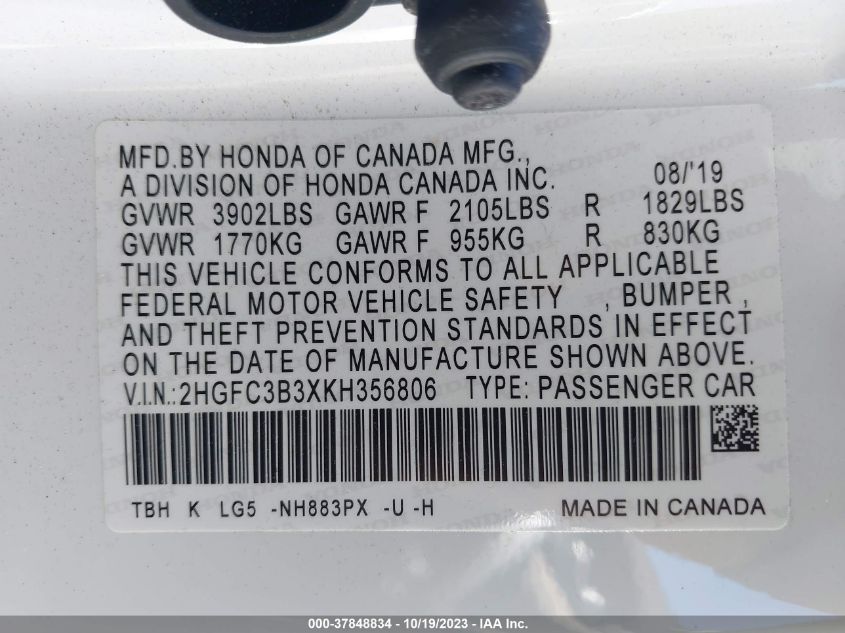 MFD.BY HONDA OF CANADA MFG.,
A DIVISION OF HONDA CANADA INC. 08/'19
GVWR 3902LBS GAWR F 2105LBS R 1829LBS
GVWR 1770KG GAWR F 955KG R 830KG
THIS VEHICLE CONFORMS TO ALL APPLICABLE
FEDERAL MOTOR VEHICLE SAFETY , BUMPER ,
AND THEFT PREVENTION STANDARDS IN EFFECT
ON THE DATE OF MANUFACTURE SHOWN ABOVE.
V.I.N.:2HGFC3B3XKH356806 TYPE: PASSENGER CAR
TBH K LG5 -NH883PX -U -H MADE IN CANADA
000-37848834 - 10/19/2023 - IAAI Inc.